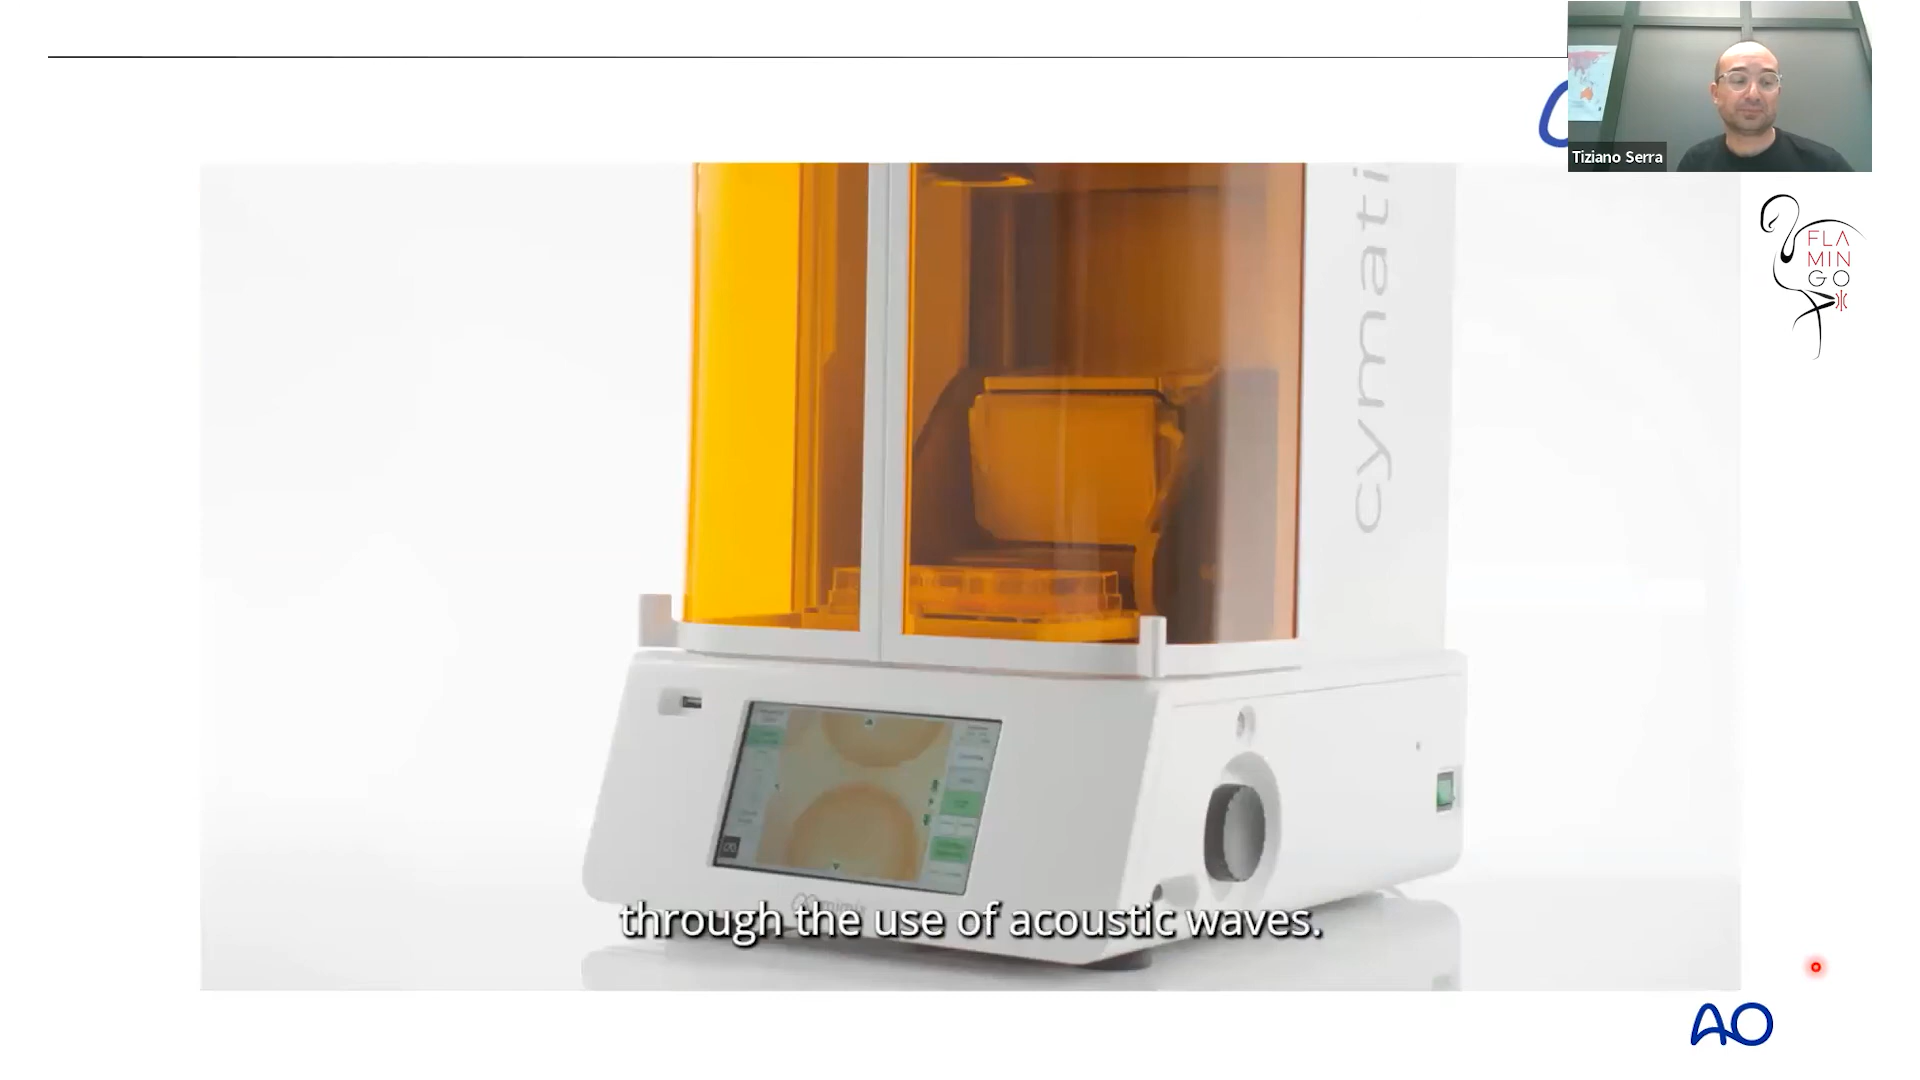 Tiziano Serra
FLA
MIN
GO
cymati
through the use of acoustic waves.
AO